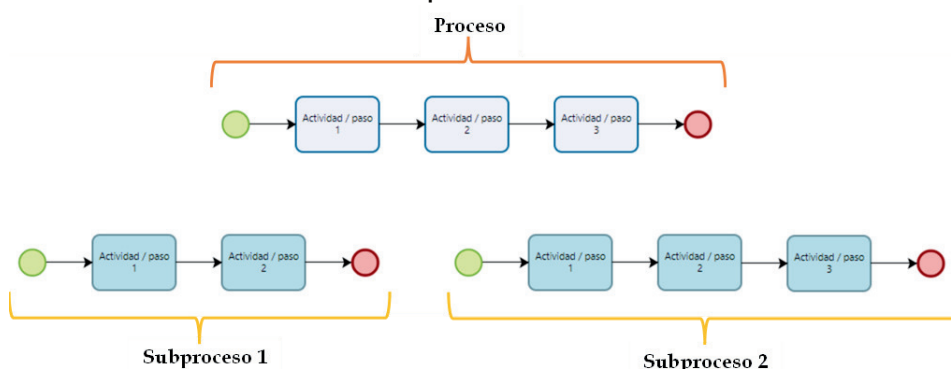 Proceso
Actividad / paso
1
Actividad / paso
2
Actividad / paso
3
Actividad / paso
1
Actividad / paso
2
Actividad / paso
1
Actividad / paso
2
Actividad / paso
3
Subproceso 1
Subproceso 2